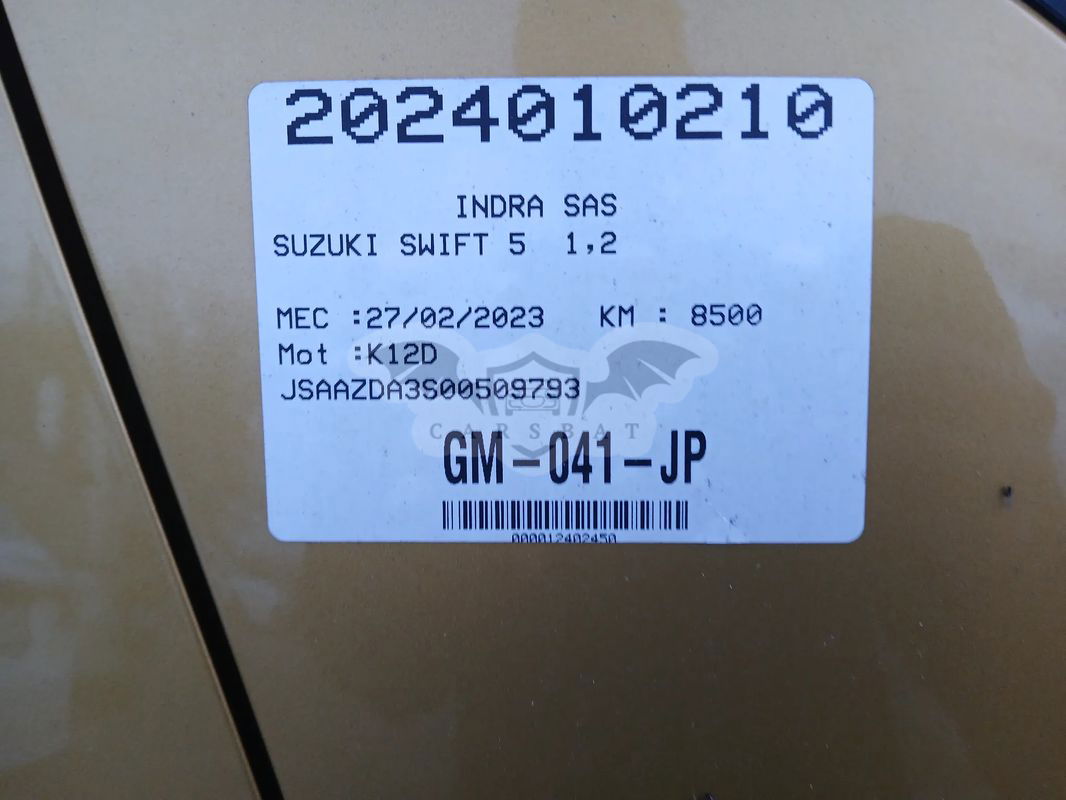 2024010210
INDRA SAS
SUZUKI SWIFT 5 1,2
MEC :27/02/2023 KM : 8500
Mot :K12D
JSAAZDA3S00509793
CARSBAT
GM-041-JP
000012402450